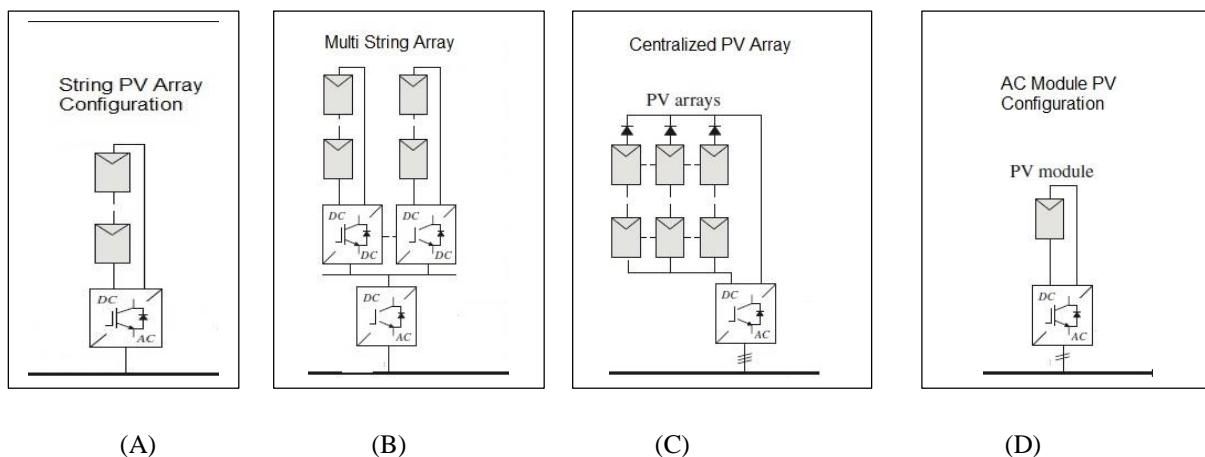 String PV Array
Configuration
DC
AC
Multi String Array
DC
DC
DC
DC
DC
AC
Centralized PV Array
PV arrays
DC
AC
AC Module PV
Configuration
PV module
DC
AC
(A)
(B)
(C)
(D)